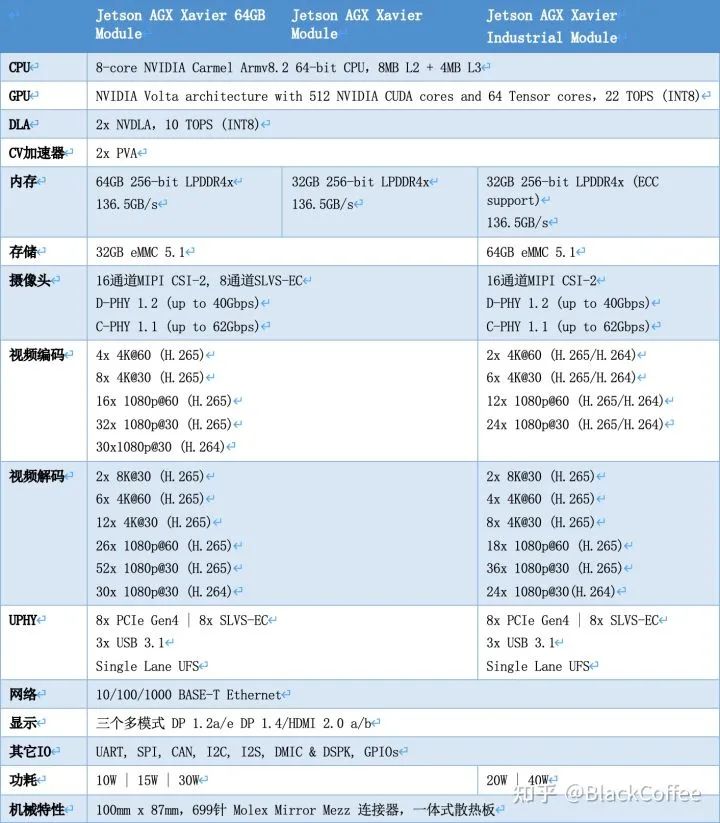 Jetson AGX Xavier 64GB Module
Jetson AGX Xavier Module
Jetson AGX Xavier Industrial Module
CPU
8-core NVIDIA Carmel Armv8.2 64-bit CPU，8MB L2 + 4MB L3
GPU
NVIDIA Volta architecture with 512 NVIDIA CUDA cores and 64 Tensor cores，22 TOPS (INT8)
DLA
2x NVDLA，10 TOPS (INT8)
CV加速器
2x PVA
内存
64GB 256-bit LPDDR4x
136.5GB/s
32GB 256-bit LPDDR4x
136.5GB/s
32GB 256-bit LPDDR4x (ECC
support)
136.5GB/s
存储
32GB eMMC 5.1
64GB eMMC 5.1
摄像头
16通道MIPI CSI-2, 8通道SLVS-EC
D-PHY 1.2 (up to 40Gbps)
C-PHY 1.1 (up to 62Gbps)
16通道MIPI CSI-2
D-PHY 1.2 (up to 40Gbps)
C-PHY 1.1 (up to 62Gbps)
视频编码
4x 4K@60 (H.265)
8x 4K@30 (H.265)
16x 1080p@60 (H.265)
32x 1080p@30 (H.265)
30x1080p@30 (H.264)
2x 4K@60 (H.265/H.264)
6x 4K@30 (H.265/H.264)
12x 1080p@60 (H.265/H.264)
24x 1080p@30 (H.265/H.264)
视频解码
2x 8K@30 (H.265)
6x 4K@60 (H.265)
12x 4K@30 (H.265)
26x 1080p@60 (H.265)
52x 1080p@30 (H.265)
30x 1080p@30 (H.264)
2x 8K@30 (H.265)
4x 4K@60 (H.265)
8x 4K@30 (H.265)
18x 1080p@60 (H.265)
36x 1080p@30 (H.265)
24x 1080p@30(H.264)
UPHY
8x PCIe Gen4 | 8x SLVS-EC
3x USB 3.1
Single Lane UFS
8x PCIe Gen4 | 8x SLVS-EC
3x USB 3.1
Single Lane UFS
网络
10/100/1000 BASE-T Ethernet
显示
三个多模式 DP 1.2a/e DP 1.4/HDMI 2.0 a/b
其它IO
UART, SPI, CAN, I2C, I2S, DMIC & DSPK, GPIOs
功耗
10W | 15W | 30W
20W | 40W
机械特性
100mm x 87mm，699针 Molex Mirror Mezz 连接器，一体式散热板
知乎 @BlackCoffee